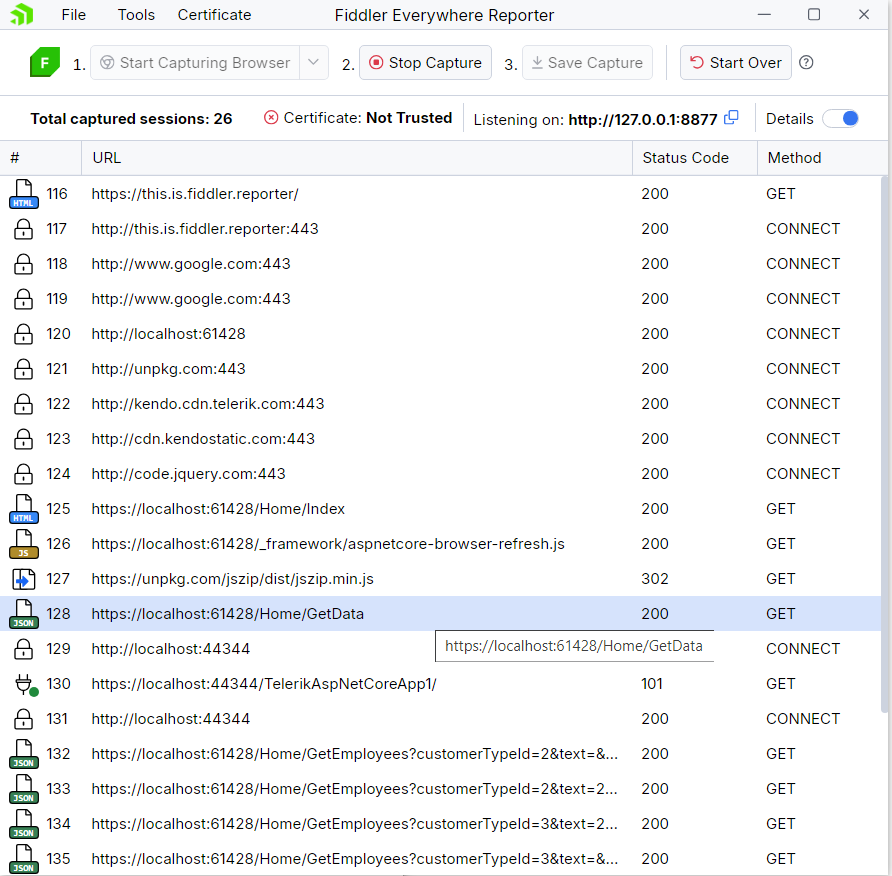 File Tools Certificate Fiddler Everywhere Reporter
F 1. Start Capturing Browser 2. Stop Capture 3. Save Capture Start Over ?
Total captured sessions: 26 Certificate: Not Trusted Listening on: http://127.0.0.1:8877 Details
# URL Status Code Method
HTML 116 https://this.is.fiddler.reporter/ 200 GET
117 http://this.is.fiddler.reporter:443 200 CONNECT
118 http://www.google.com:443 200 CONNECT
119 http://www.google.com:443 200 CONNECT
120 http://localhost:61428 200 CONNECT
121 http://unpkg.com:443 200 CONNECT
122 http://kendo.cdn.telerik.com:443 200 CONNECT
123 http://cdn.kendostatic.com:443 200 CONNECT
124 http://code.jquery.com:443 200 CONNECT
HTML 125 https://localhost:61428/Home/Index 200 GET
JS 126 https://localhost:61428/_framework/aspnetcore-browser-refresh.js 200 GET
127 https://unpkg.com/jszip/dist/jszip.min.js 302 GET
JSON 128 https://localhost:61428/Home/GetData 200 GET
129 http://localhost:44344 https://localhost:61428/Home/GetData CONNECT
130 https://localhost:44344/TelerikAspNetCoreApp1/ 101 GET
131 http://localhost:44344 200 CONNECT
JSON 132 https://localhost:61428/Home/GetEmployees?customerTypeId=2&text=&... 200 GET
JSON 133 https://localhost:61428/Home/GetEmployees?customerTypeId=2&text=2... 200 GET
JSON 134 https://localhost:61428/Home/GetEmployees?customerTypeId=3&text=2... 200 GET
JSON 135 https://localhost:61428/Home/GetEmployees?customerTypeId=3&text=&... 200 GET